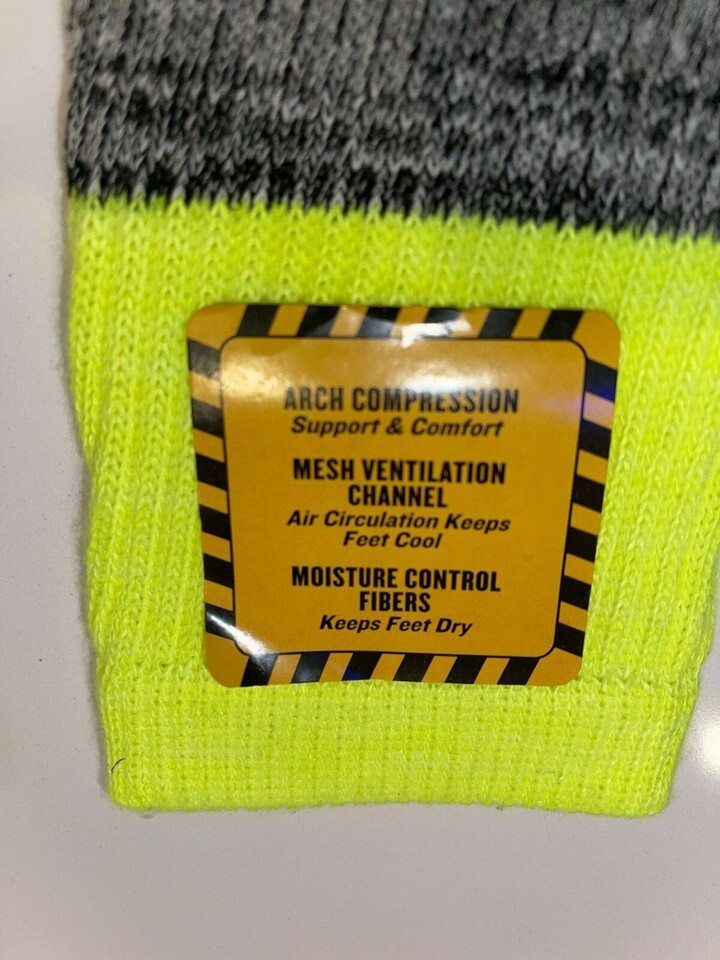 ARCH COMPRESSION
Support & Comfort
MESH VENTILATION
CHANNEL
Air Circulation Keeps
Feet Cool
MOISTURE CONTROL
FIBERS
Keeps Feet Dry